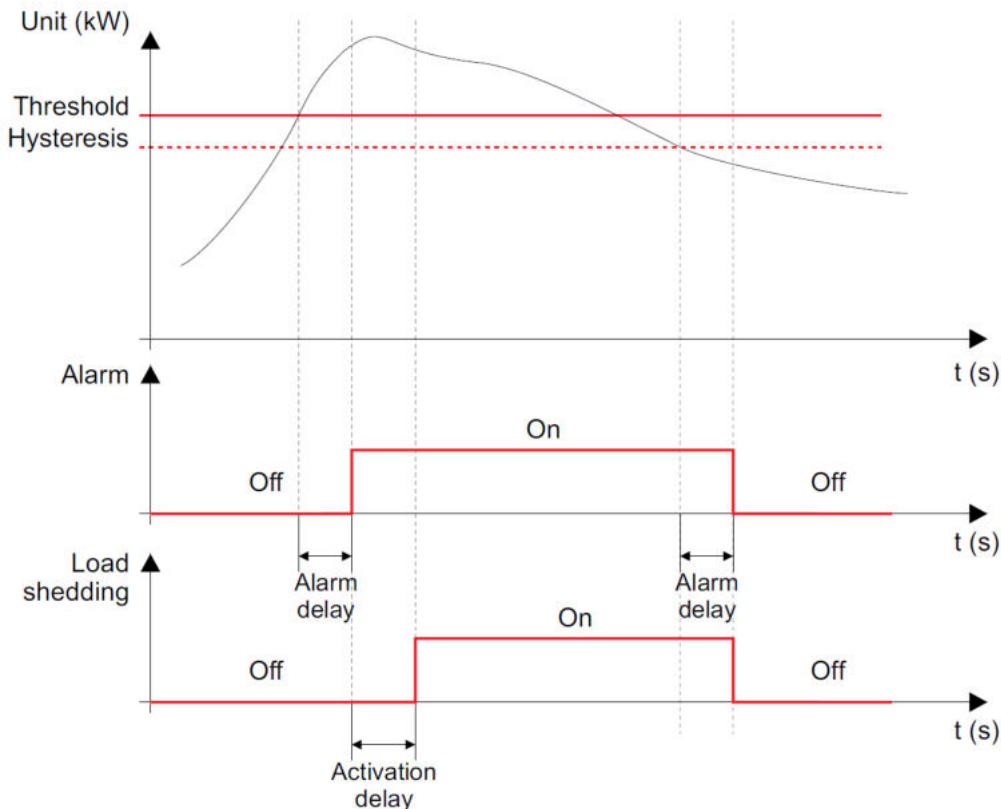 Unit (kW)
Threshold
Hysteresis
t (s)
Alarm
On
Off
Off
t (s)
Alarm
delay
Alarm
delay
Load
shedding
On
Off
Off
t (s)
Activation
delay